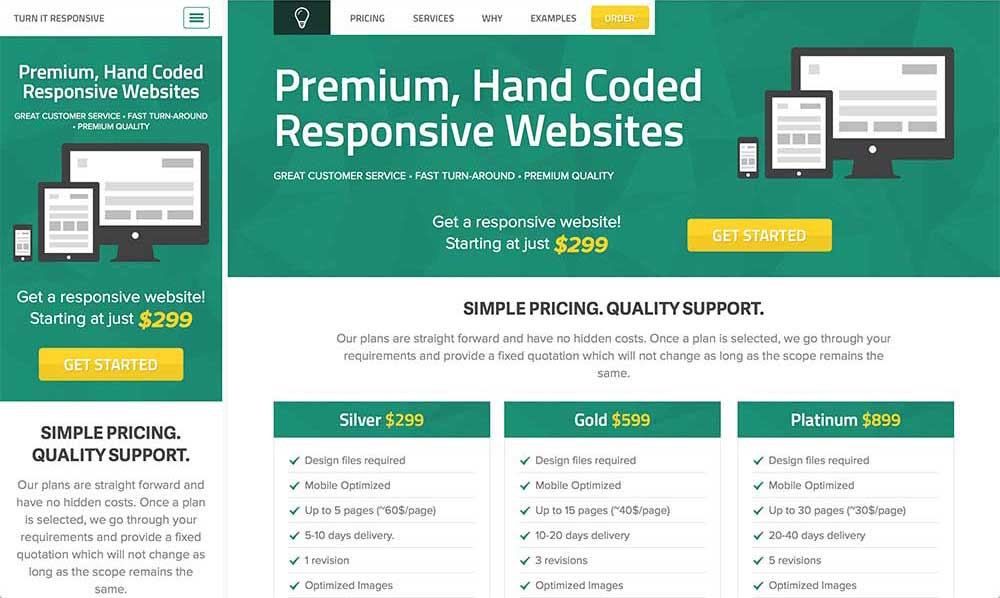 TURN IT RESPONSIVE
Premium, Hand Coded
Responsive Websites
GREAT CUSTOMER SERVICE • FAST TURN-AROUND
• PREMIUM QUALITY
Get a responsive website!
Starting at just $299
GET STARTED
SIMPLE PRICING.
QUALITY SUPPORT.
Our plans are straight forward and
have no hidden costs. Once a plan
is selected, we go through your
requirements and provide a fixed
quotation which will not change as
long as the scope remains the
same.
PRICING SERVICES WHY EXAMPLES ORDER
Premium, Hand Coded
Responsive Websites
GREAT CUSTOMER SERVICE • FAST TURN-AROUND • PREMIUM QUALITY
Get a responsive website!
Starting at just $299
GET STARTED
SIMPLE PRICING. QUALITY SUPPORT.
Our plans are straight forward and have no hidden costs. Once a plan is selected, we go through your
requirements and provide a fixed quotation which will not change as long as the scope remains the
same.
Silver $299
Design files required
Mobile Optimized
Up to 5 pages (~60$/page)
5-10 days delivery.
1 revision
Optimized Images
Gold $599
Design files required
Mobile Optimized
Up to 15 pages (~40$/page)
10-20 days delivery
3 revisions
Optimized Images
Platinum $899
Design files required
Mobile Optimized
Up to 30 pages (~30$/page)
20-40 days delivery
5 revisions
Optimized Images